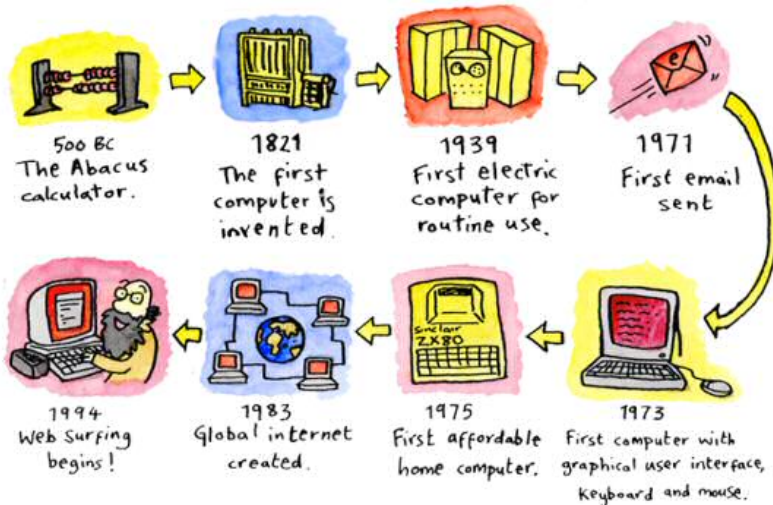 500 BC
The Abacus
calculator.
1821
The first
computer is
invented.
1939
First electric
computer for
routine use.
e
1971
First email
sent
1973
First computer with
graphical user interface,
Keyboard and mouse.
Sinclair
ZX80
1975
First affordable
home computer.
1983
Global internet
created.
1994
Web Surfing
begins!